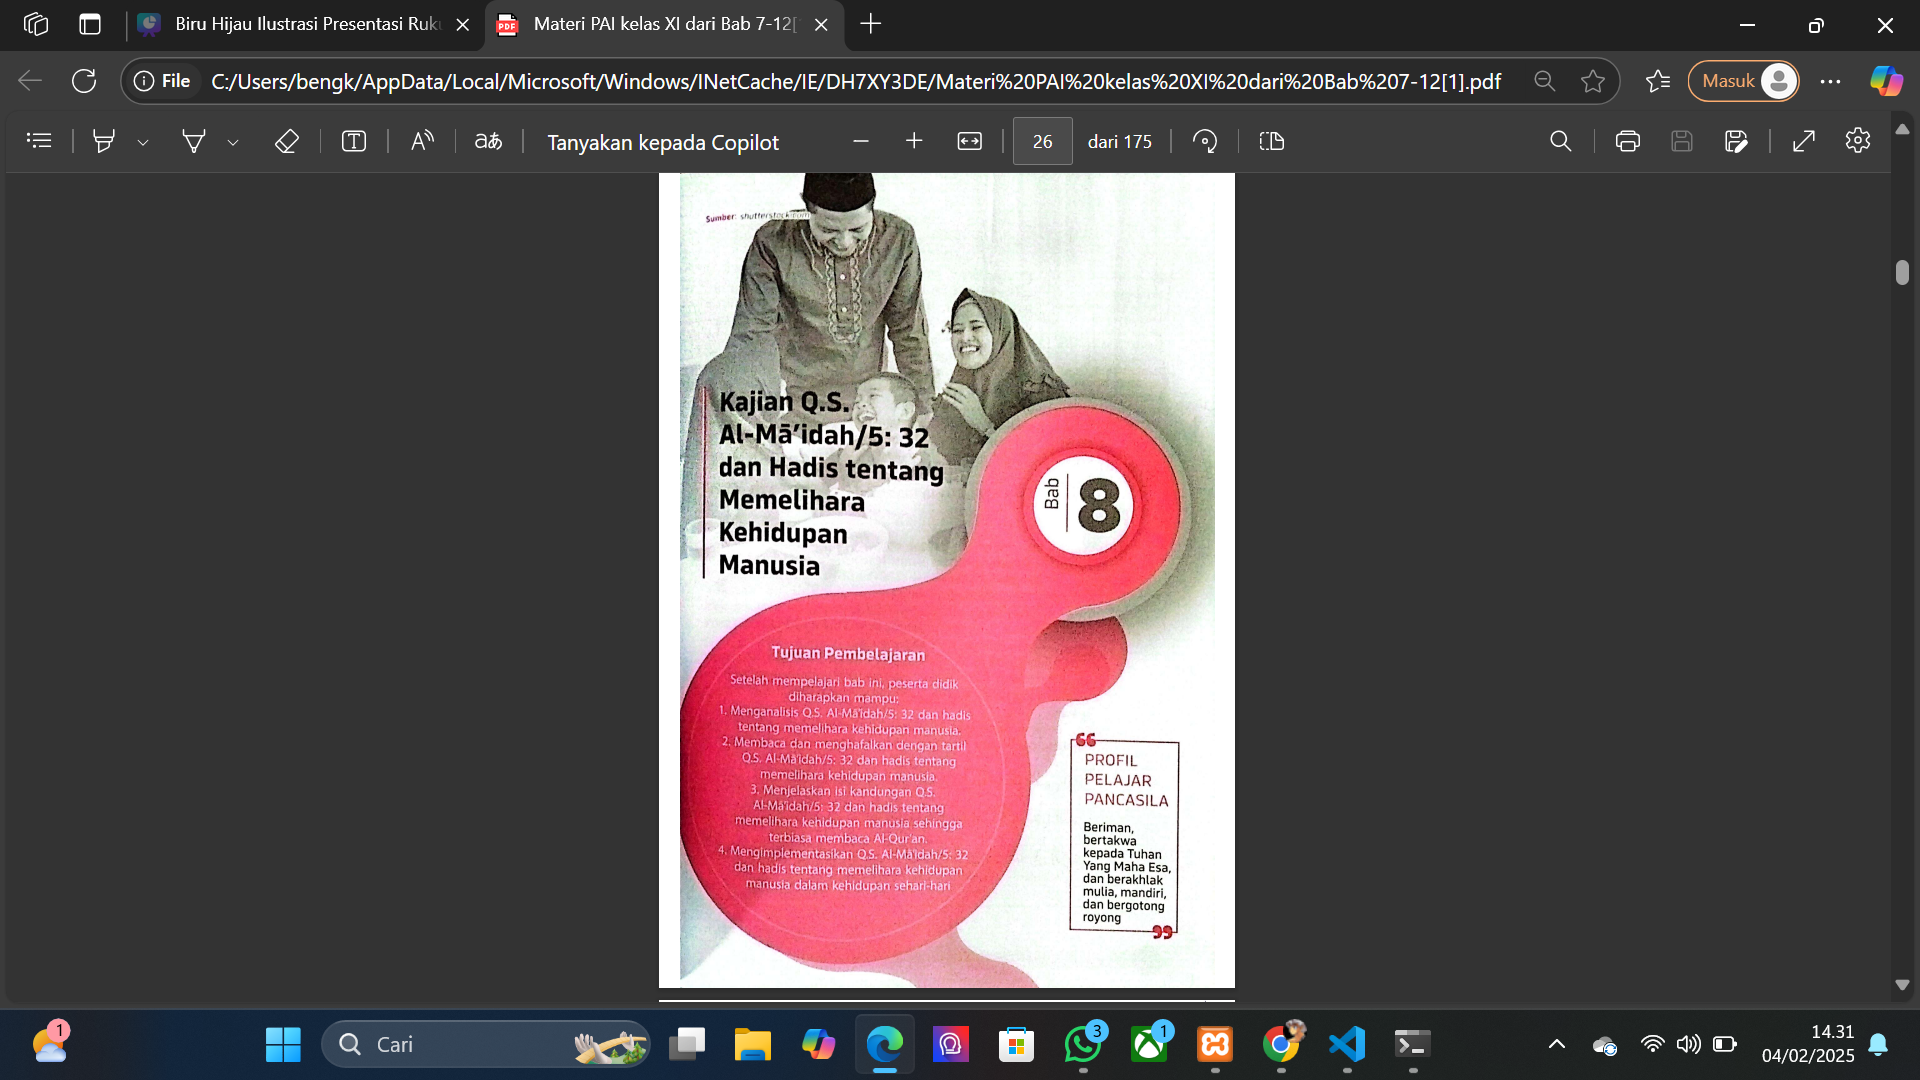 Biru Hijau Ilustrasi Presentasi Ruku
Materi PAI kelas XI dari Bab 7-12[
File
C:/Users/bengk/AppData/Local/Microsoft/Windows/INetCache/IE/DH7XY3DE/Materi%20PAI%20kelas%20XI%20dari%20Bab%207-12[1].pdf
Masuk
Tanyakan kepada Copilot
26
dari 175
Sumber: shutterstock.com
Kajian Q.S.
Al-Mā'idah/5: 32
dan Hadis tentang
Memelihara
Kehidupan
Manusia
Bab
8
Tujuan Pembelajaran
Setelah mempelajari bab ini, peserta didik
diharapkan mampu:
1. Menganalisis Q.S. Al-Mā'idah/5: 32 dan hadis
tentang memelihara kehidupan manusia.
2. Membaca dan menghafalkan dengan tartil
Q.S. Al-Mā'idah/5: 32 dan hadis tentang
memelihara kehidupan manusia.
3. Menjelaskan isi kandungan Q.S.
Al-Mā'idah/5: 32 dan hadis tentang
memelihara kehidupan manusia sehingga
terbiasa membaca Al-Qur'an.
4. Mengimplementasikan Q.S. Al-Mā'idah/5: 32
dan hadis tentang memelihara kehidupan
manusia dalam kehidupan sehari-hari
PROFIL
PELAJAR
PANCASILA
Beriman,
bertakwa
kepada Tuhan
Yang Maha Esa,
dan berakhlak
mulia, mandiri,
dan bergotong
royong
1
Cari
3
1
14.31
04/02/2025